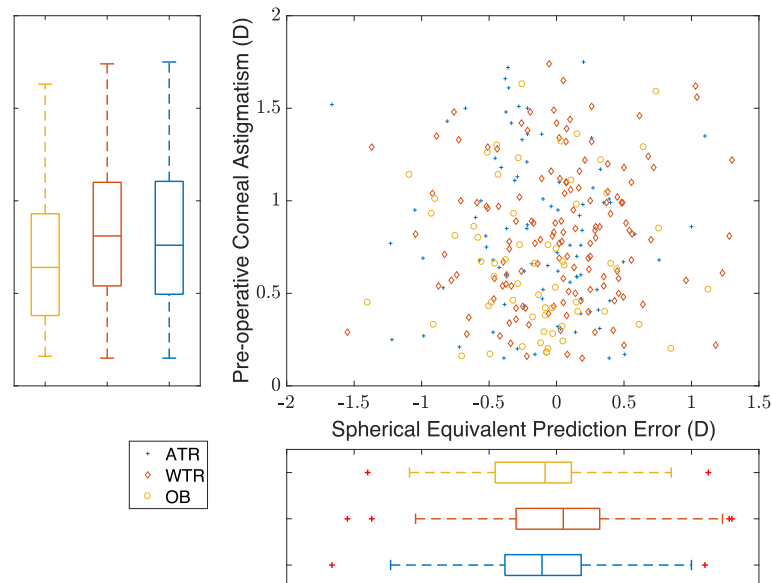 2
1.5
1
0.5
0
Pre-operative Corneal Astigmatism (D)
-2 -1.5 -1 -0.5 0 0.5 1 1.5
Spherical Equivalent Prediction Error (D)
ATR
WTR
OB